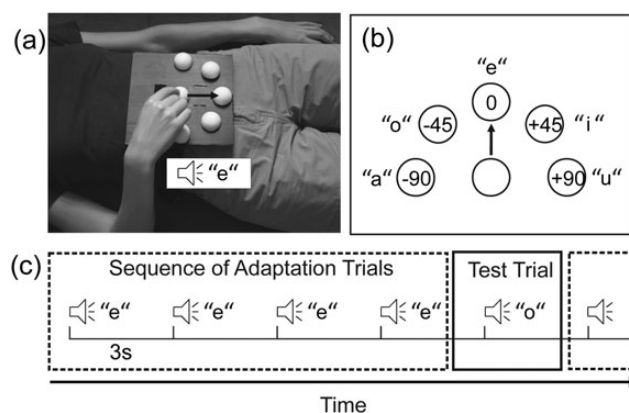 (a)
“e“
(b)
“e“
0
“o“ -45 +45 “i“
“a“ -90 +90 “u“
(c)
Sequence of Adaptation Trials Test Trial
“e“ “e“ “e“ “e“ “o“
3s
Time